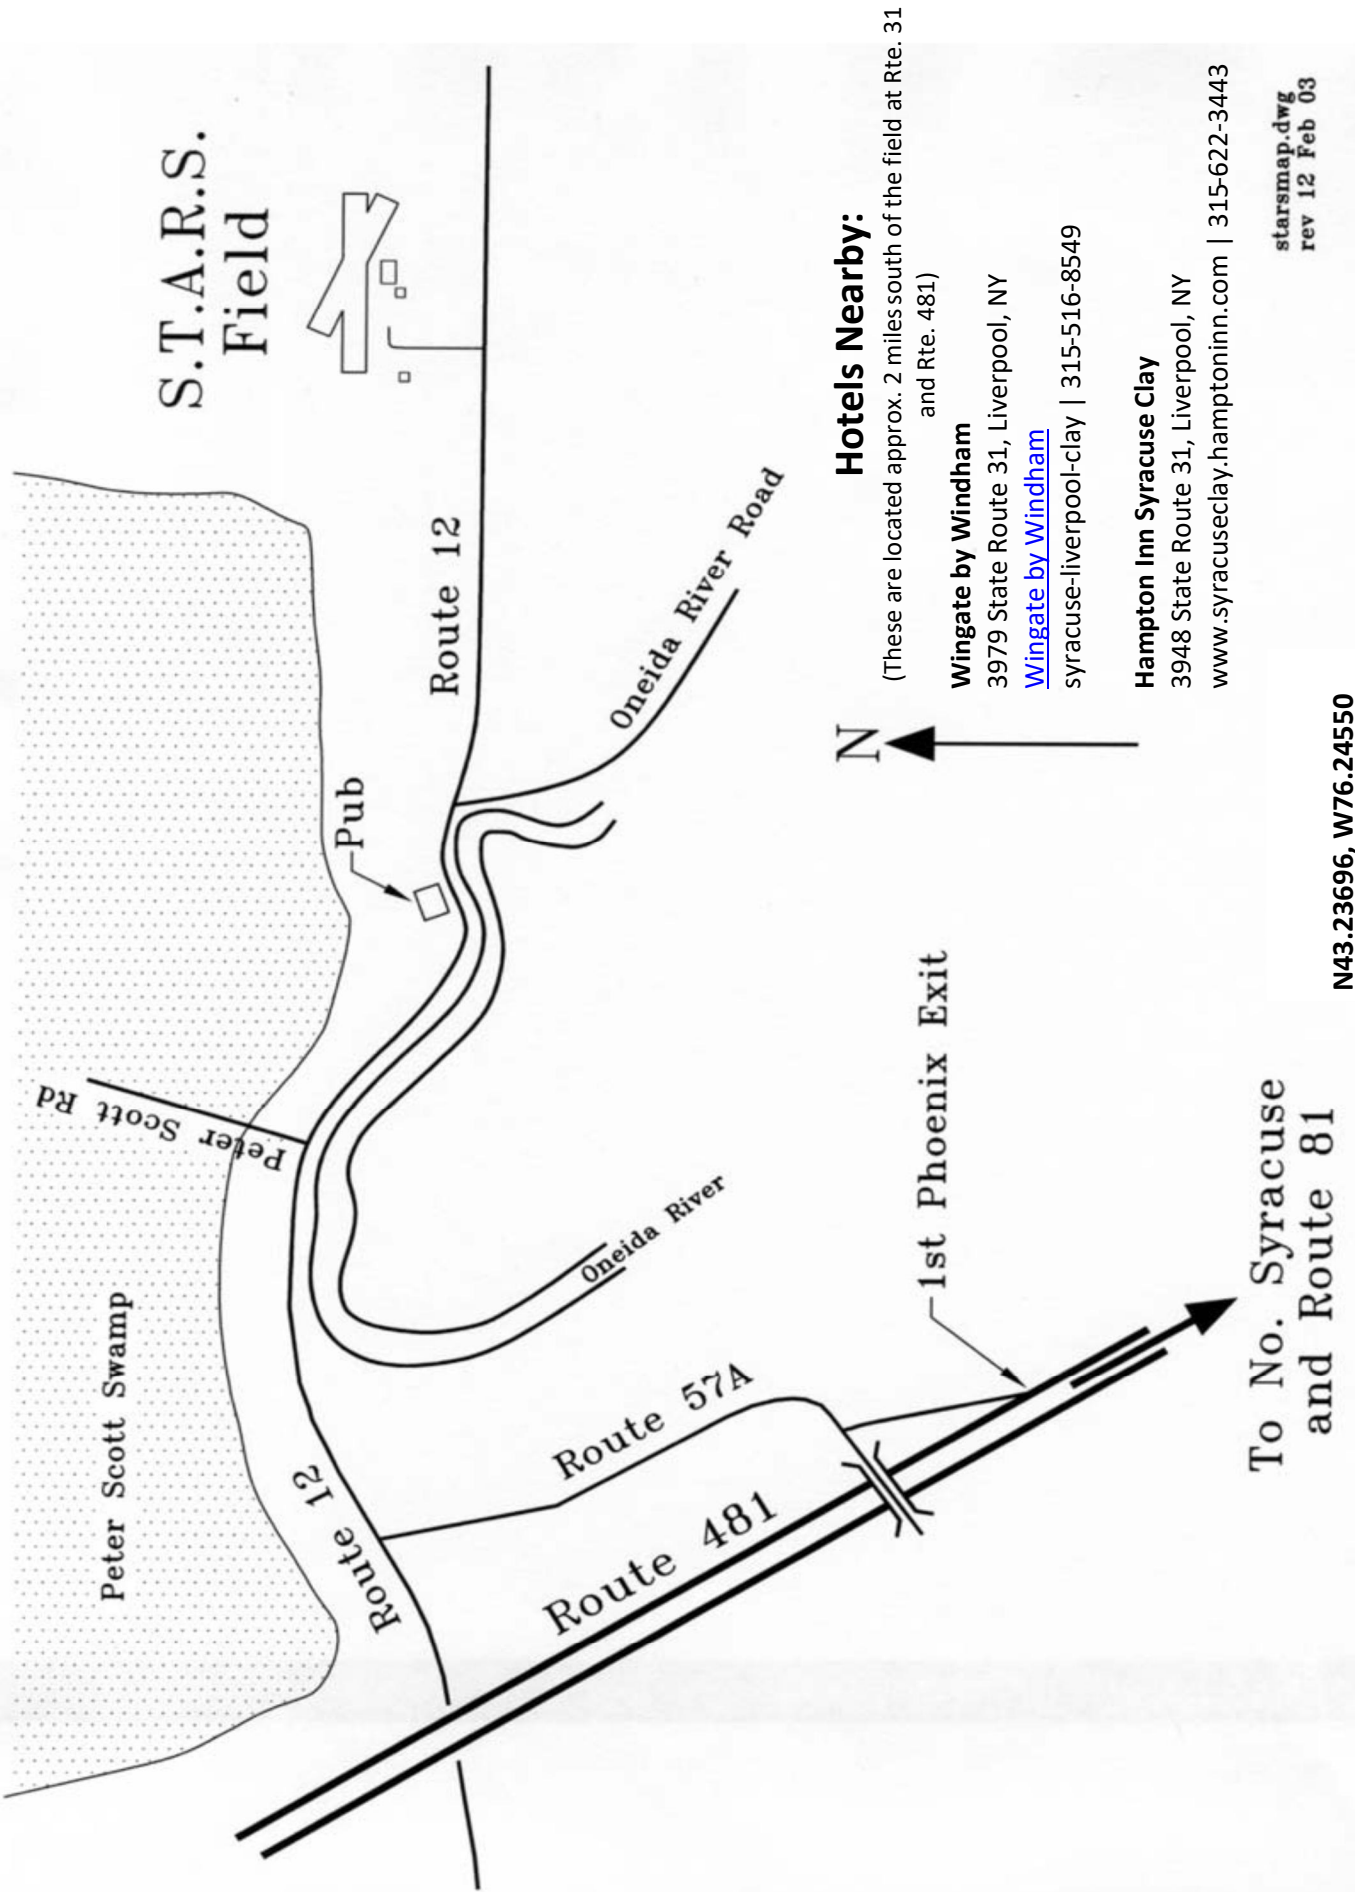 S.T.A.R.S.
Field
Peter Scott Swamp
Peter Scott Rd
Pub
Route 12
Route 12
Oneida River Road
Oneida River
Route 57A
Route 481
1st Phoenix Exit
To No. Syracuse
and Route 81
N
Hotels Nearby:
(These are located approx. 2 miles south of the field at Rte. 31
and Rte. 481)
Wingate by Windham
3979 State Route 31, Liverpool, NY
Wingate by Windham
syracuse-liverpool-clay | 315-516-8549
Hampton Inn Syracuse Clay
3948 State Route 31, Liverpool, NY
www.syracuseclay.hamptoninn.com | 315-622-3443
starsmap.dwg
rev 12 Feb 03
N43.23696, W76.24550